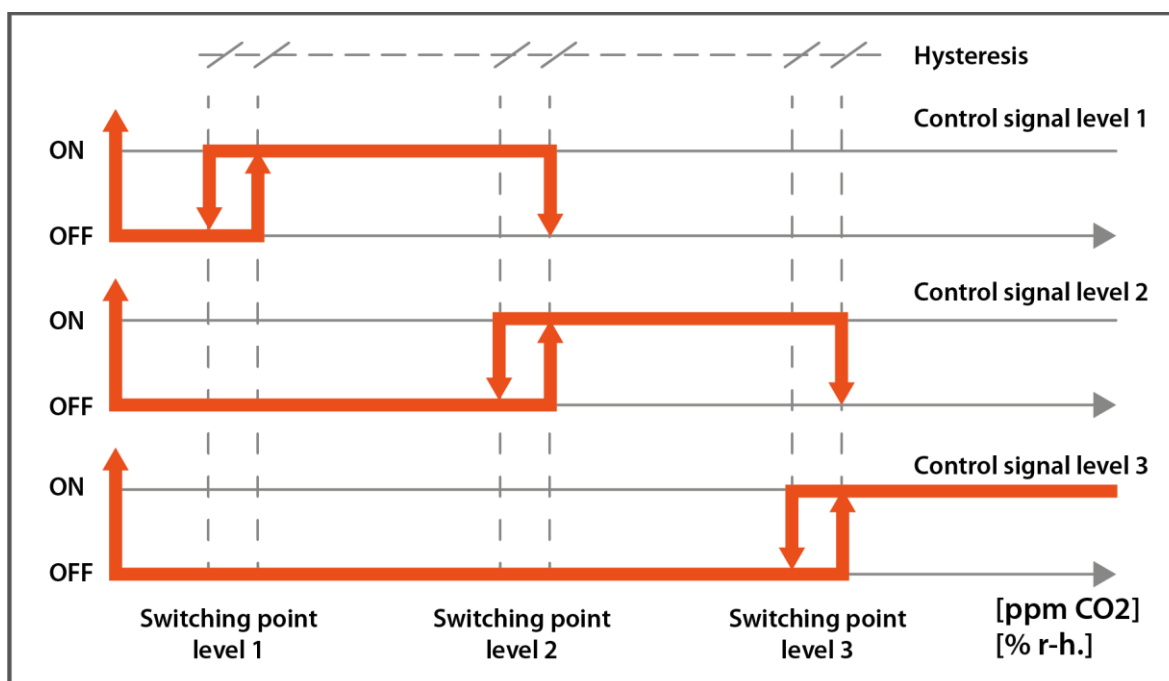 Hysteresis
Control signal level 1
ON
OFF
Control signal level 2
ON
OFF
Control signal level 3
ON
OFF
Switching point
level 1
Switching point
level 2
Switching point
level 3
[ppm CO2]
[% r-h.]